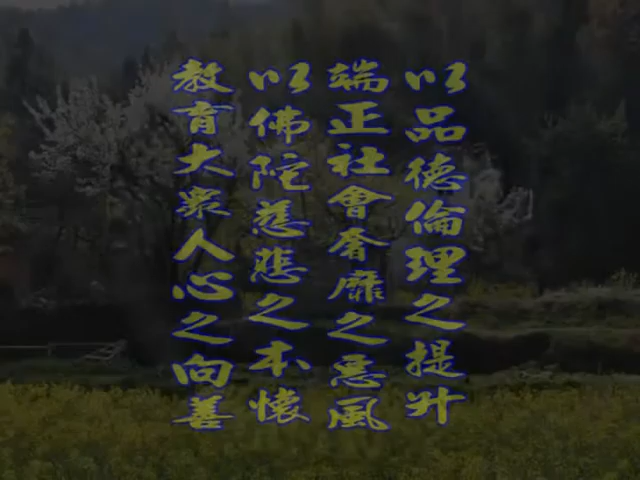 以品德倫理之提升
端正社會奢靡之惡風
以佛陀慈悲之本懷
教育大眾人心之向善